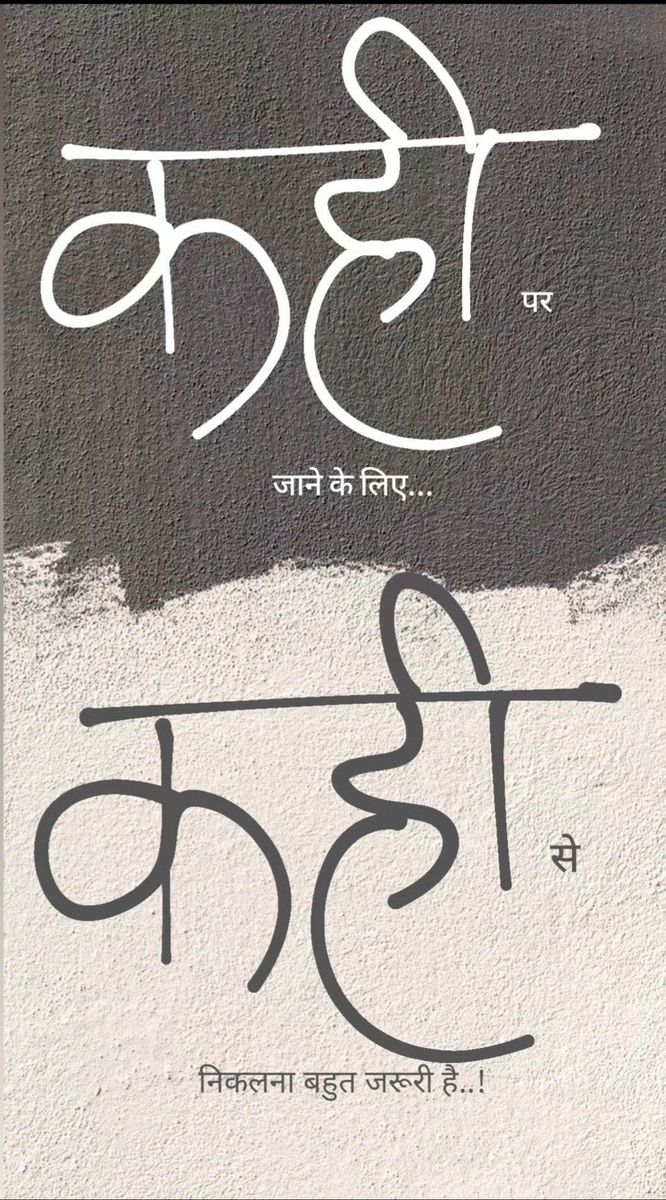 कही पर
जाने के लिए...
कही से
निकलना बहुत जरूरी है..!